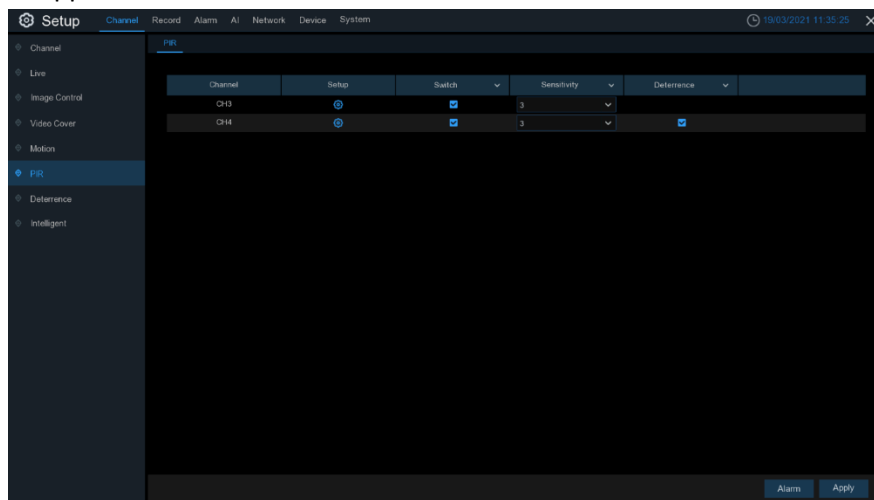 Setup Channel Record Alarm AI Network Device System 19/03/2021 11:35:25
Channel
PIR
Live
Image Control
Video Cover
Motion
PIR
Deterrence
Intelligent
Channel Setup Switch Sensitivity Deterrence
CH3 3
CH4 3
Alarm Apply